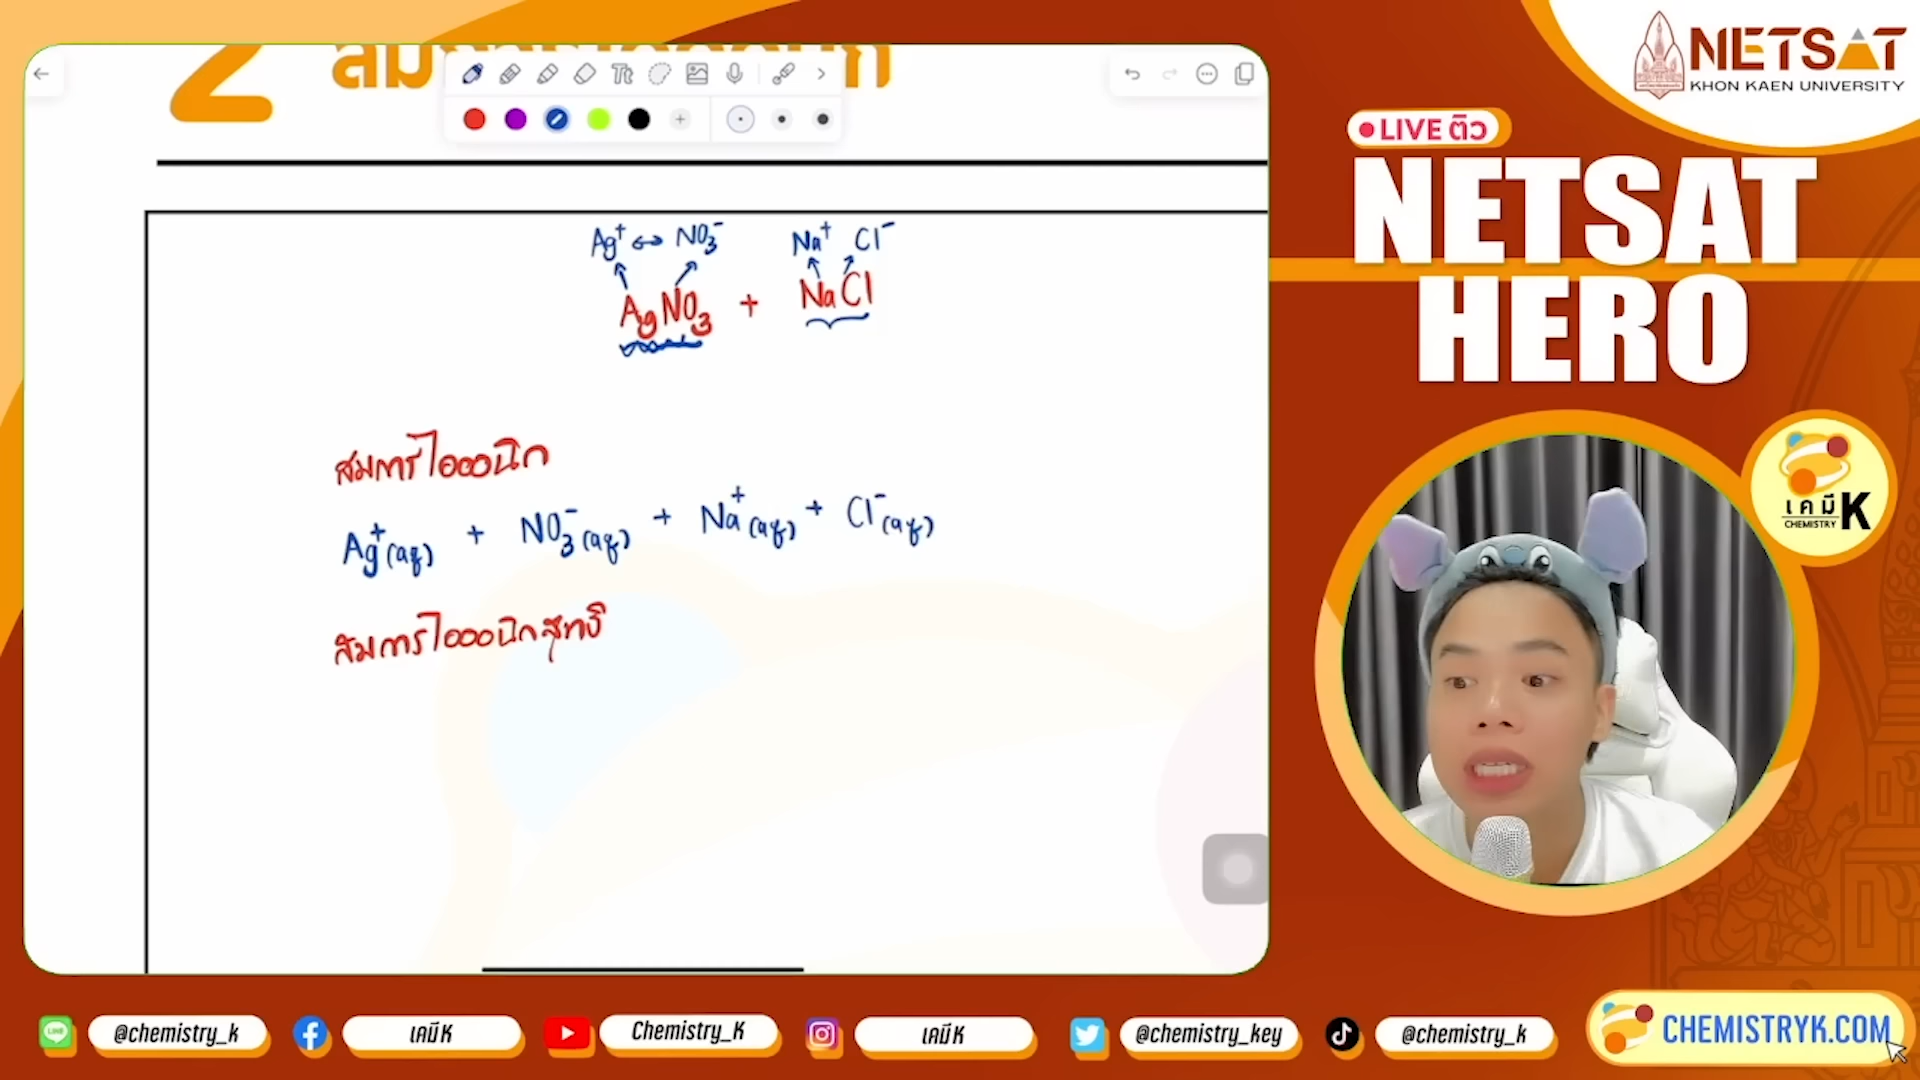 2
Ag⁺ ↔ NO₃⁻ Na⁺ Cl⁻
AgNO₃ + NaCl
สมการไอออนิก
Ag⁺(aq) + NO₃⁻(aq) + Na⁺(aq) + Cl⁻(aq)
สมการไอออนิกสุทธิ
NETSAT
KHON KAEN UNIVERSITY
LIVE ติว
NETSAT
HERO
เคมี K
CHEMISTRY
@chemistry_k
เคมี K
Chemistry_K
เคมี K
@chemistry_key
@chemistry_k
CHEMISTRYK.COM